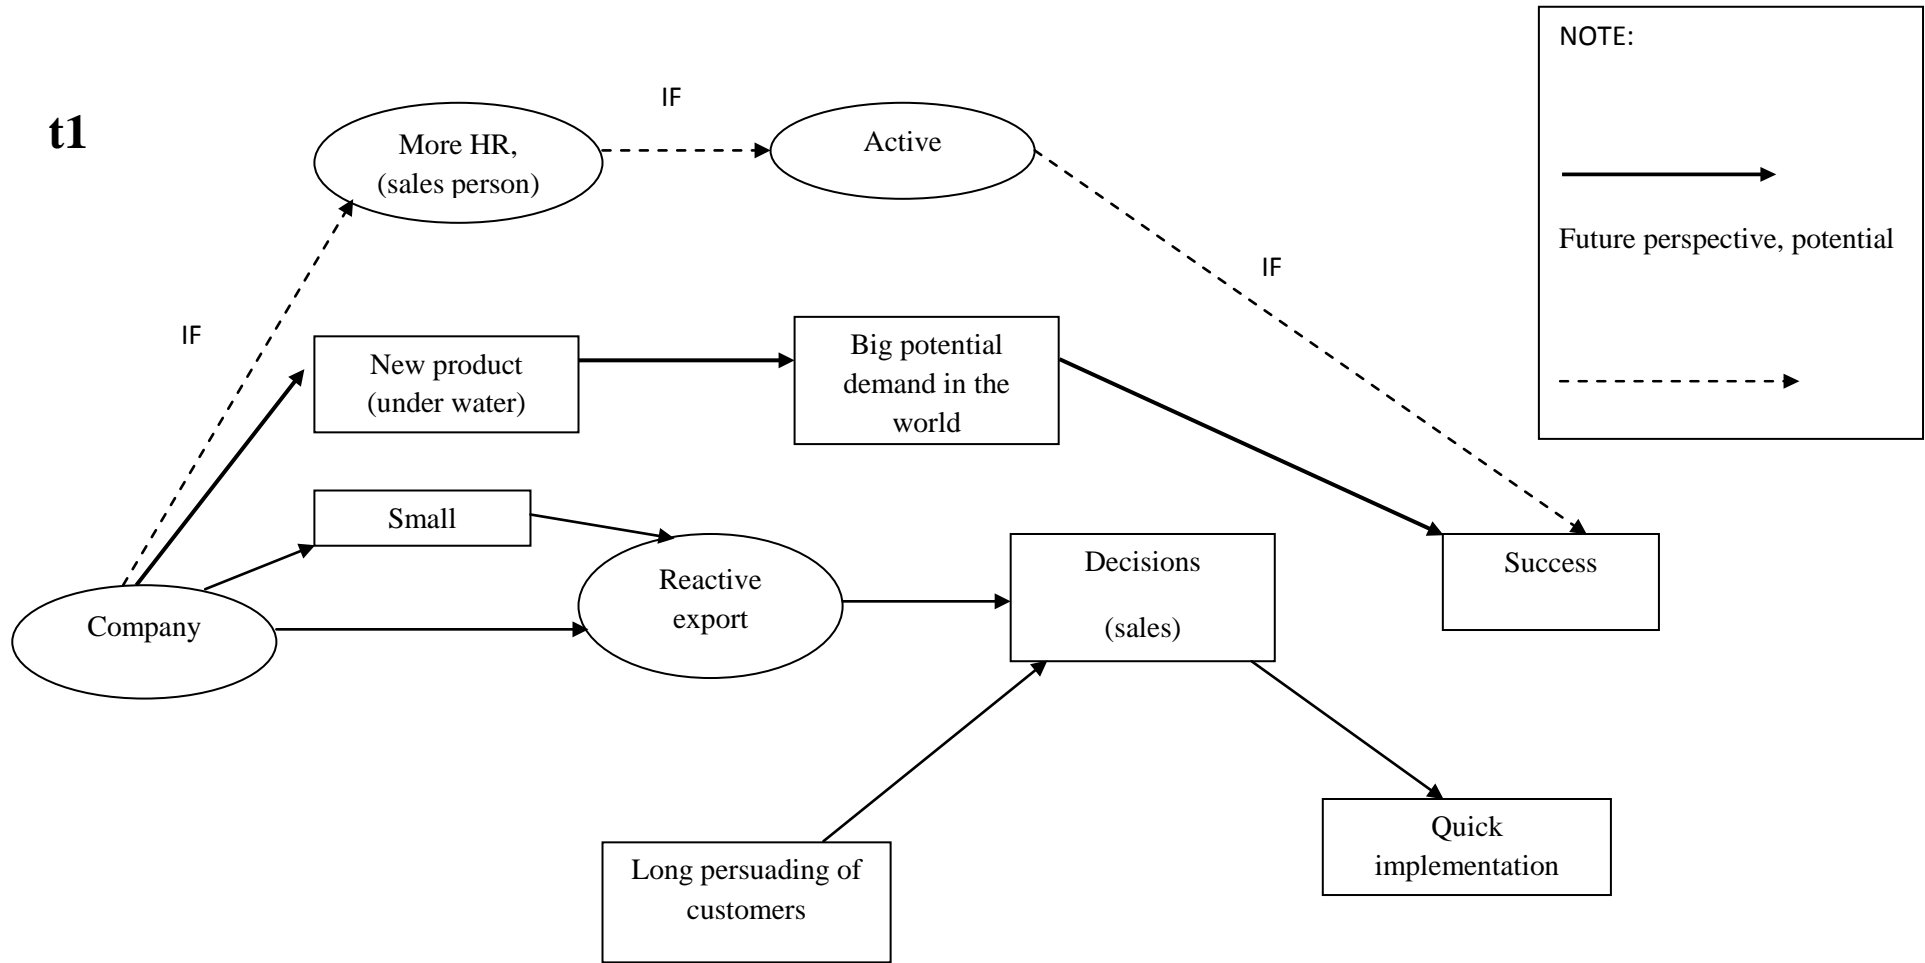 NOTE:
IF
t1
More HR,
(sales person)
Active
Future perspective, potential
IF
IF
New product
(under water)
Big potential
demand in the
world
Small
Company
Reactive
export
Decisions
(sales)
Success
Long persuading of
customers
Quick
implementation